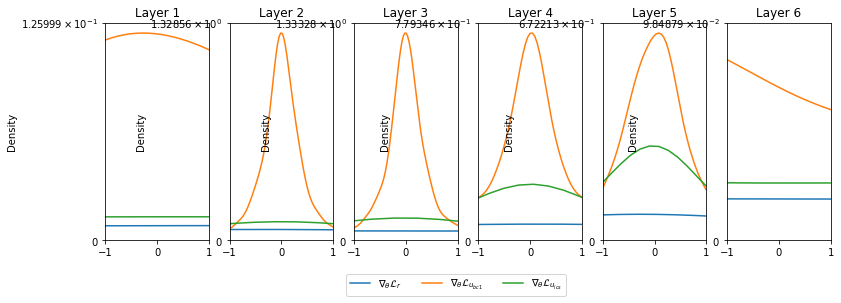 Layer 1 Layer 2 Layer 3 Layer 4 Layer 5 Layer 6
1.25999 × 10⁻¹ 1.32856 × 10⁰ 1.33328 × 10⁰ 7.79346 × 10⁻¹ 6.72213 × 10⁻¹ 9.84879 × 10⁻²
Density Density Density Density Density Density
0 0 0 0 0 0
−1 0 1 −1 0 1 −1 0 1 −1 0 1 −1 0 1 −1 0 1
∇θℒr ∇θℒu_bc1 ∇θℒu_ics